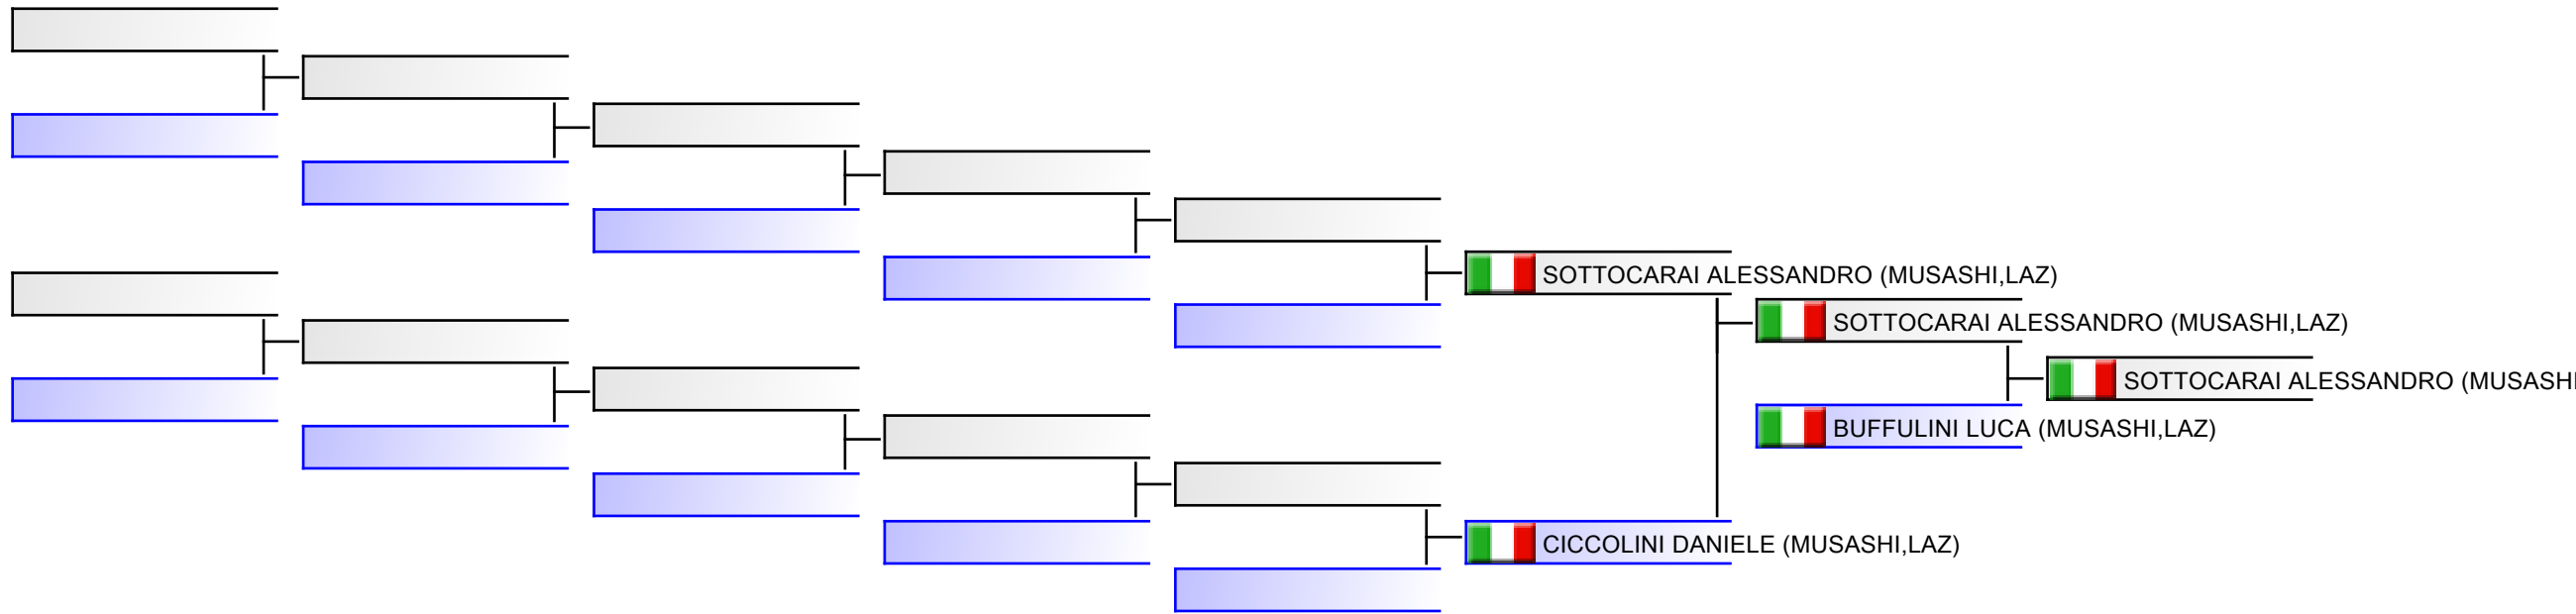 SOTTOCARAI ALESSANDRO (MUSASHI,LAZ)
SOTTOCARAI ALESSANDRO (MUSASHI,LAZ)
SOTTOCARAI ALESSANDRO (MUSASHI
BUFFULINI LUCA (MUSASHI,LAZ)
CICCOLINI DANIELE (MUSASHI,LAZ)